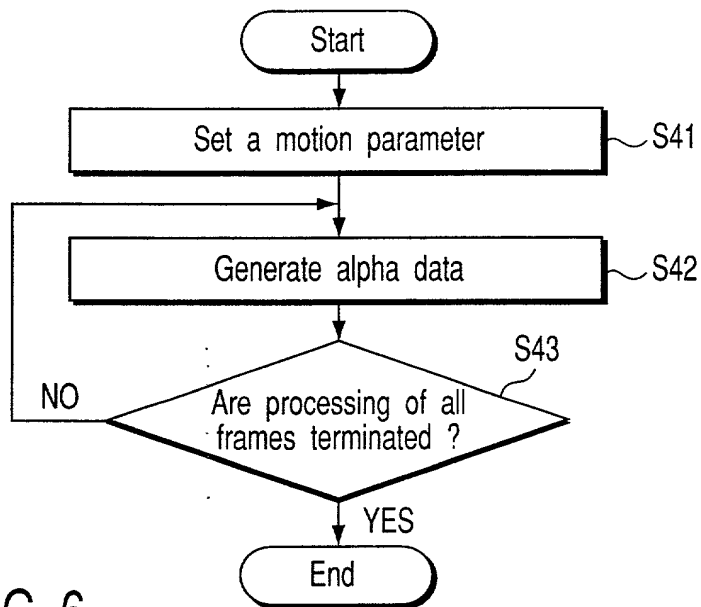 Start
Set a motion parameter
S41
Generate alpha data
S42
S43
Are processing of all
frames terminated ?
NO
YES
End